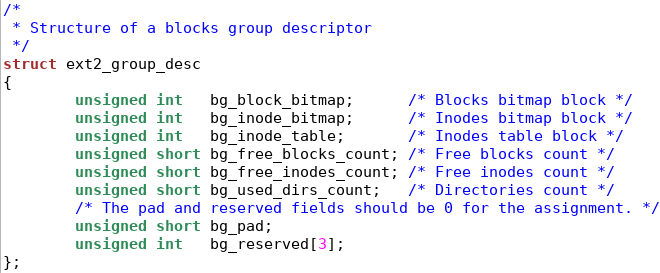 /*
 * Structure of a blocks group descriptor
 */
struct ext2_group_desc
{
        unsigned int   bg_block_bitmap;      /* Blocks bitmap block */
        unsigned int   bg_inode_bitmap;      /* Inodes bitmap block */
        unsigned int   bg_inode_table;       /* Inodes table block */
        unsigned short bg_free_blocks_count; /* Free blocks count */
        unsigned short bg_free_inodes_count; /* Free inodes count */
        unsigned short bg_used_dirs_count;   /* Directories count */
        /* The pad and reserved fields should be 0 for the assignment. */
        unsigned short bg_pad;
        unsigned int   bg_reserved[3];
};